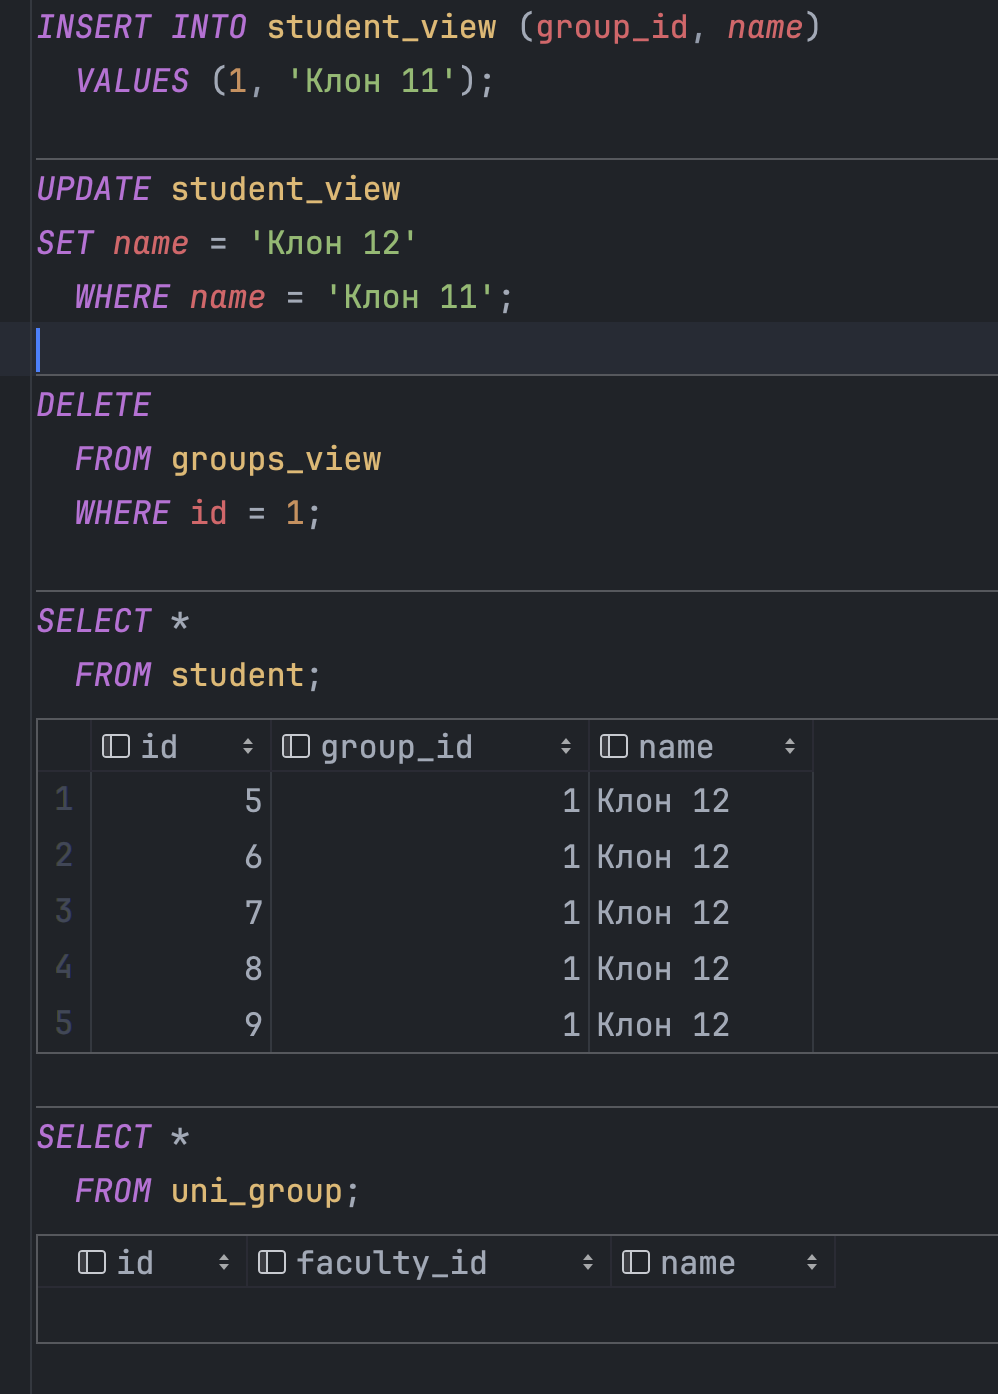 INSERT INTO student_view (group_id, name)
VALUES (1, 'Клон 11');
UPDATE student_view
SET name = 'Клон 12'
WHERE name = 'Клон 11';
DELETE
FROM groups_view
WHERE id = 1;
SELECT *
FROM student;
id group_id name
1 5 1 Клон 12
2 6 1 Клон 12
3 7 1 Клон 12
4 8 1 Клон 12
5 9 1 Клон 12
SELECT *
FROM uni_group;
id faculty_id name